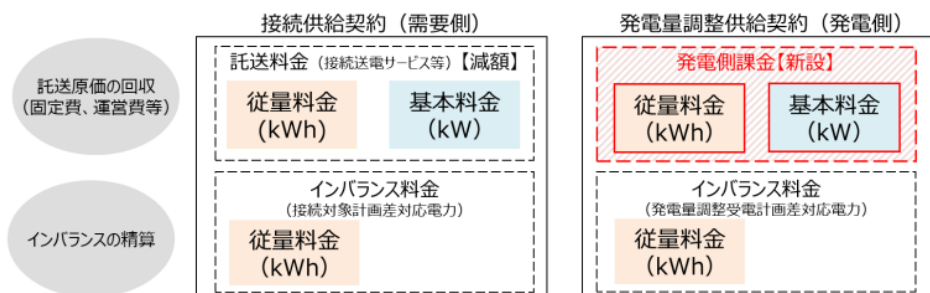 接続供給契約（需要側）
発電量調整供給契約（発電側）
託送原価の回収
（固定費、運営費等）
託送料金（接続送電サービス等）【減額】
従量料金
（kWh）
基本料金
（kW）
発電側課金【新設】
従量料金
（kWh）
基本料金
（kW）
インバランスの精算
インバランス料金
（接続対象計画差対応電力）
従量料金
（kWh）
インバランス料金
（発電量調整受電計画差対応電力）
従量料金
（kWh）